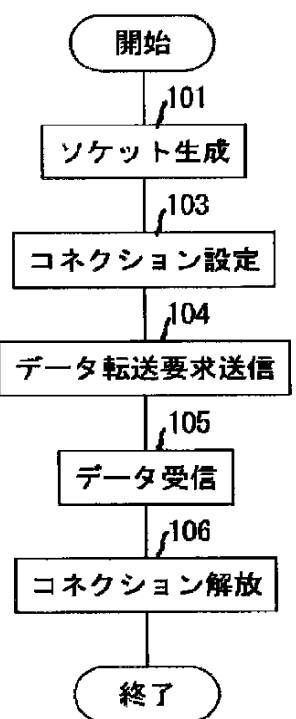 開始
101
ソケット生成
103
コネクション設定
104
データ転送要求送信
105
データ受信
106
コネクション解放
終了